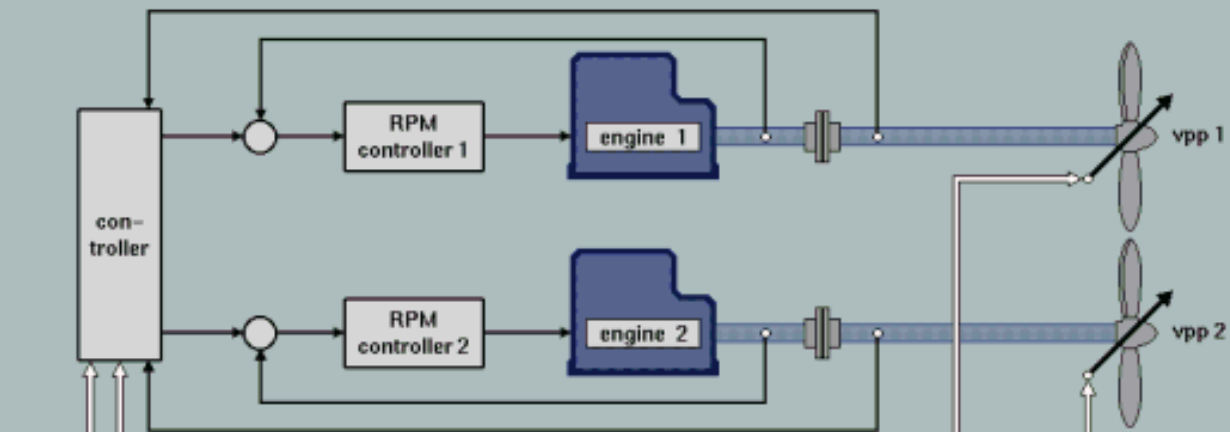 RPM
controller 1
engine 1
vpp 1
con-
troller
RPM
controller 2
engine 2
vpp 2